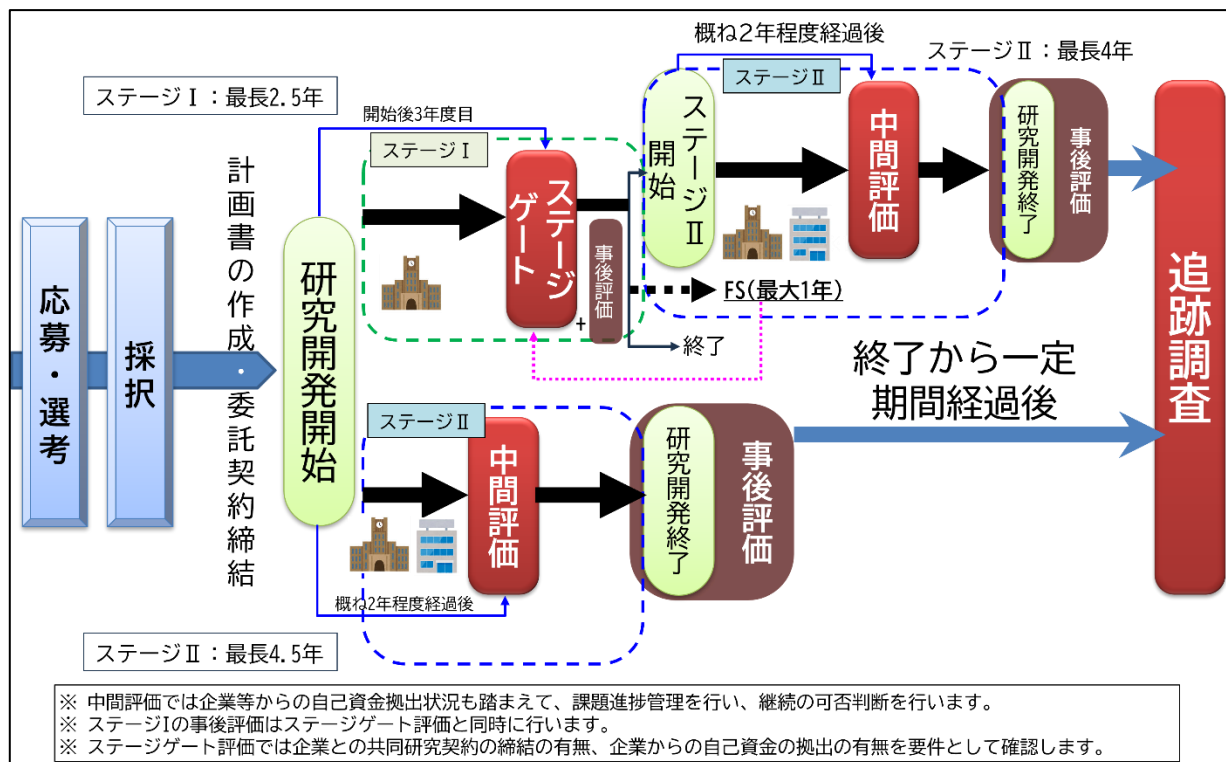 応募・選考
採択
計画書の作成・委託契約締結
研究開発開始
ステージⅠ：最長2.5年
開始後3年度目
ステージⅠ
ステージ
ゲート
+
事後評価
概ね２年程度経過後
ステージⅡ：最長4年
ステージⅡ
ステージⅡ
開始
中間評価
研究開発終了
事後評価
FS(最大1年)
終了
ステージⅡ
中間評価
研究開発終了
事後評価
概ね2年程度経過後
ステージⅡ：最長4.5年
終了から一定
期間経過後
追跡調査
※ 中間評価では企業等からの自己資金拠出状況も踏まえて、課題進捗管理を行い、継続の可否判断を行います。
※ ステージⅠの事後評価はステージゲート評価と同時に行います。
※ ステージゲート評価では企業との共同研究契約の締結の有無、企業からの自己資金の拠出の有無を要件として確認します。